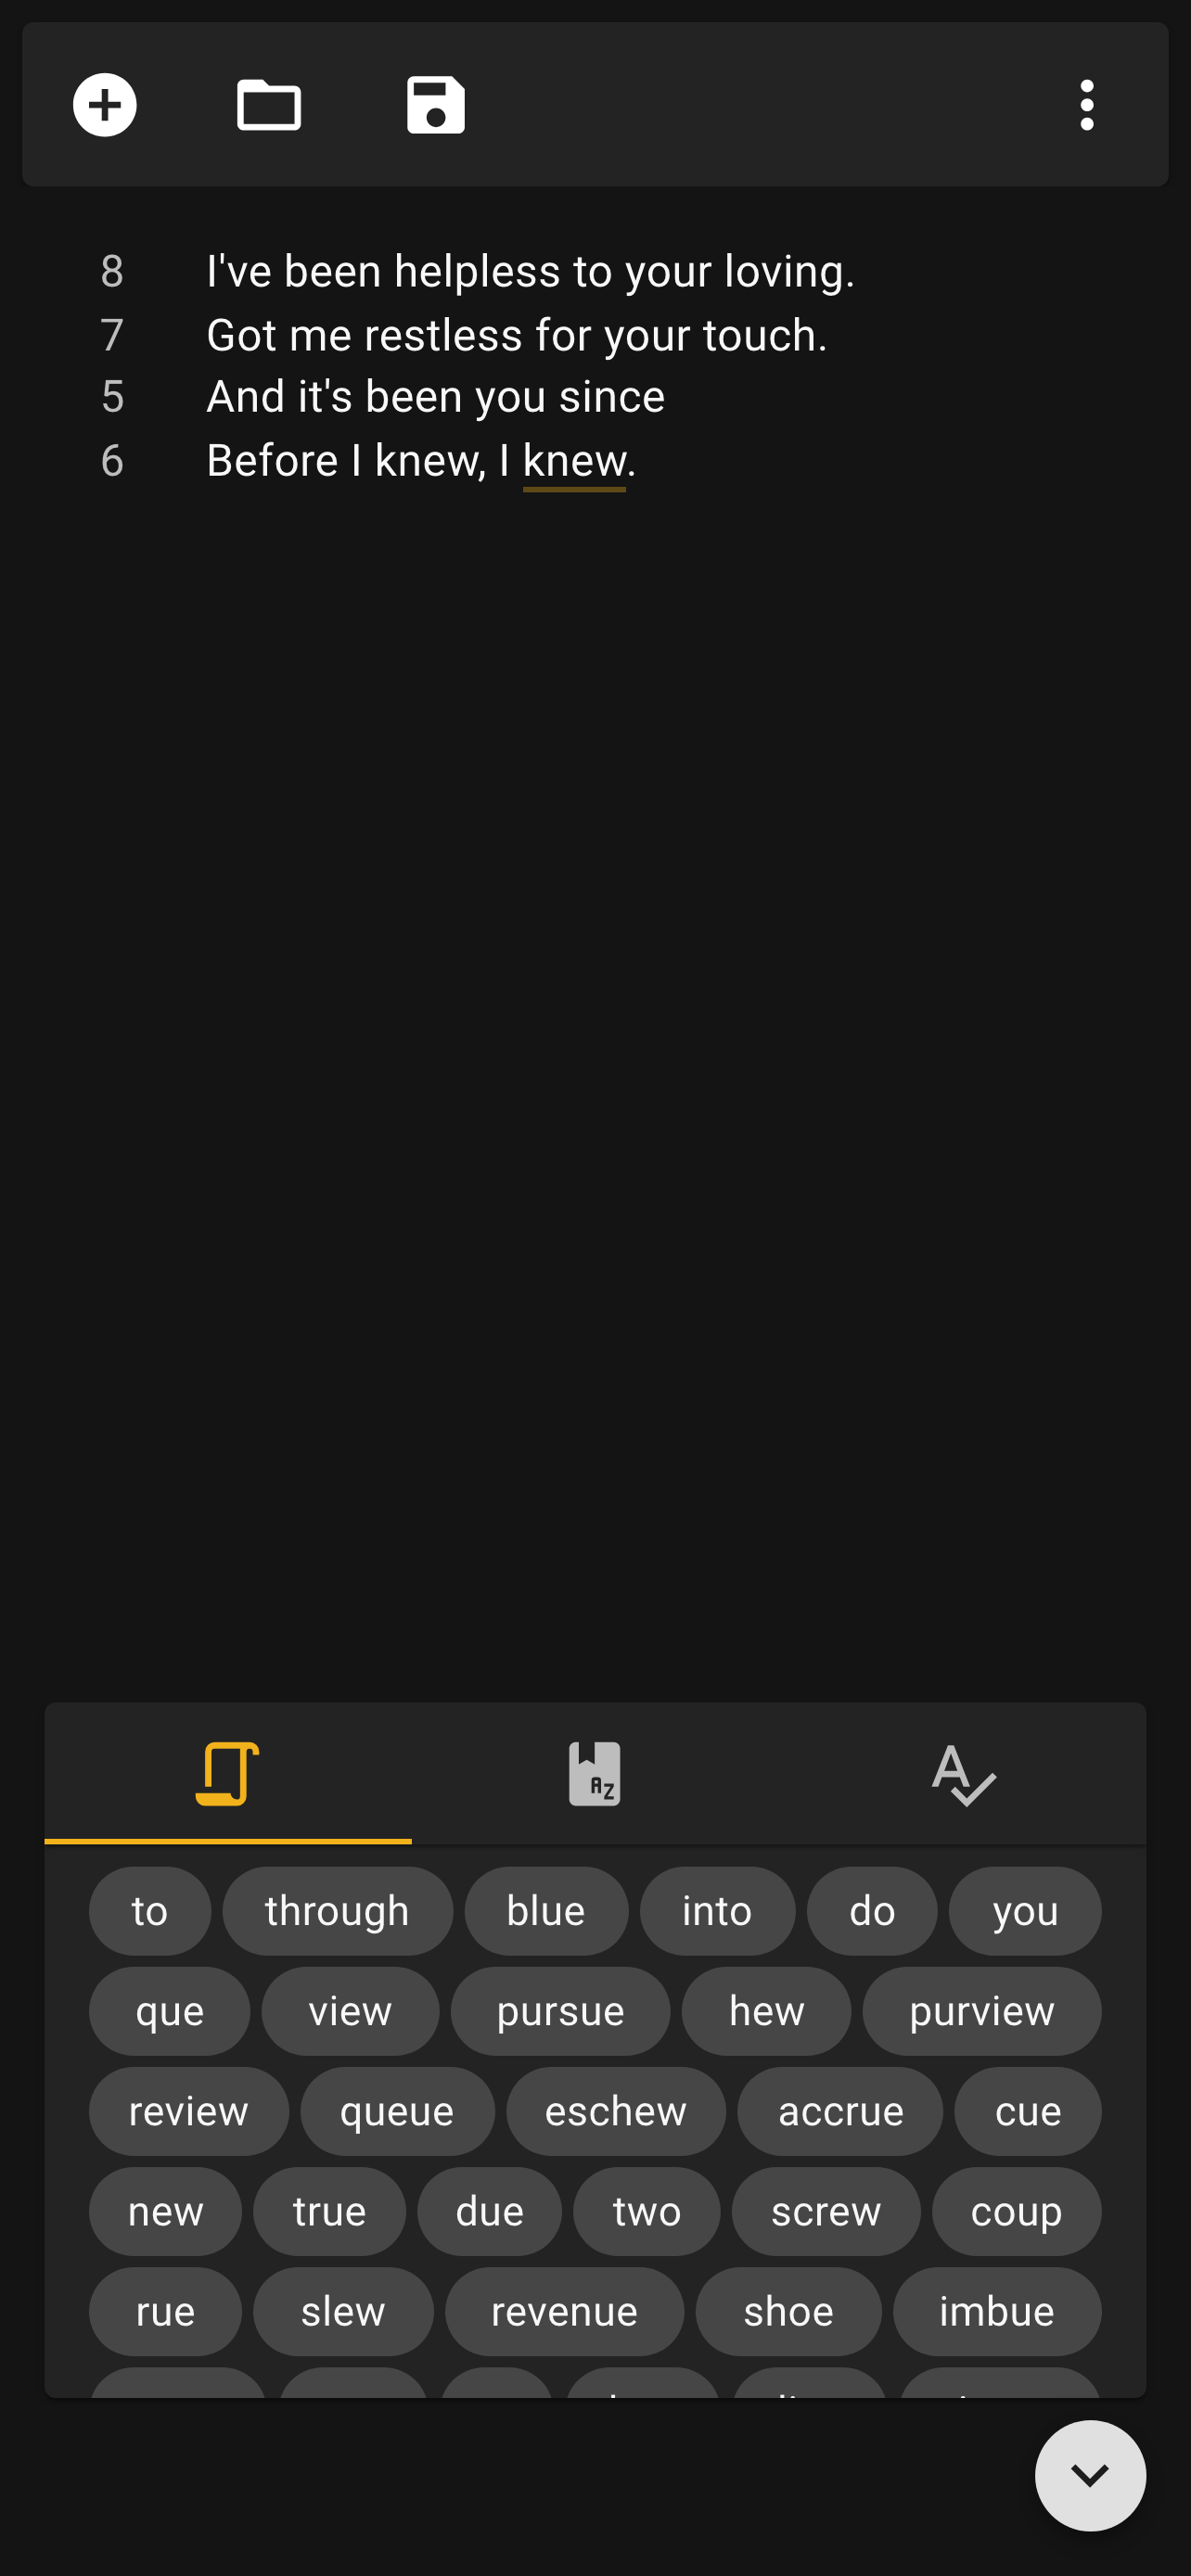 8 I've been helpless to your loving.
7 Got me restless for your touch.
5 And it's been you since
6 Before I knew, I knew.
A Z
A
to through blue into do you
que view pursue hew purview
review queue eschew accrue cue
new true due two screw coup
rue slew revenue shoe imbue